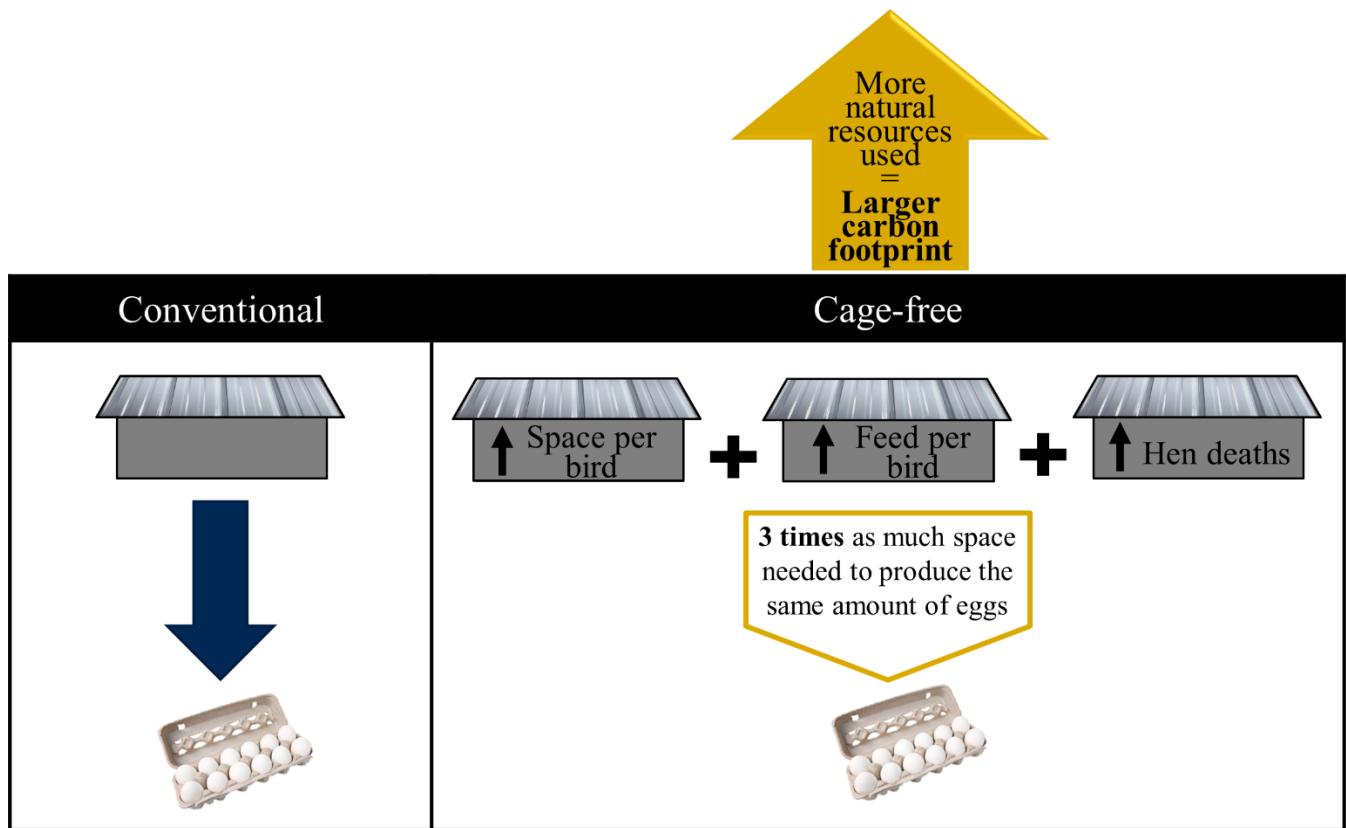 More
natural
resources
used
=
Larger
carbon
footprint
Conventional
Cage-free
Space per
bird
Feed per
bird
Hen deaths
3 times as much space
needed to produce the
same amount of eggs